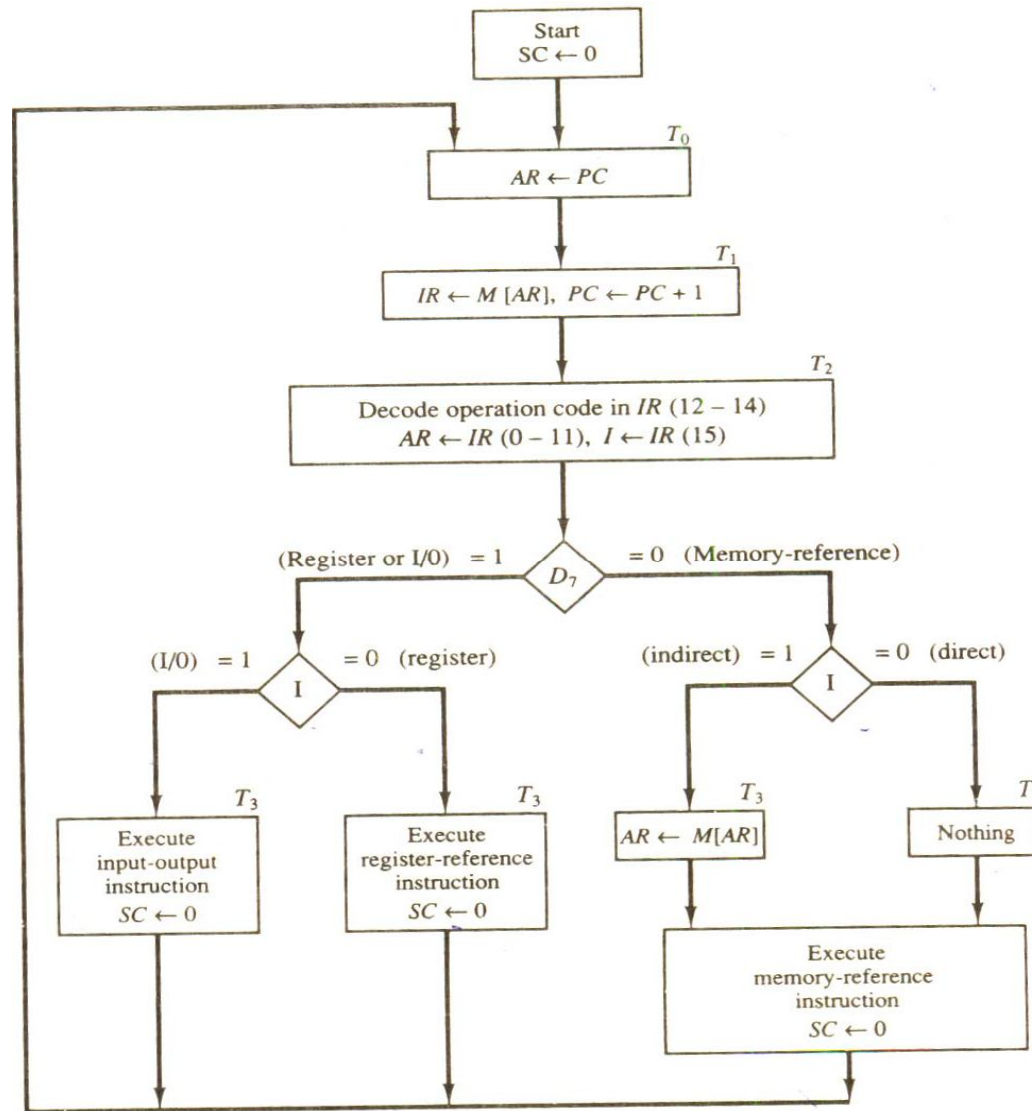 Start
SC ← 0
T₀
AR ← PC
T₁
IR ← M [AR], PC ← PC + 1
T₂
Decode operation code in IR (12 – 14)
AR ← IR (0 – 11), I ← IR (15)
(Register or I/0) = 1
= 0 (Memory-reference)
D₇
(I/0) = 1
= 0 (register)
(indirect) = 1
= 0 (direct)
I
I
T₃
T₃
T₃
T
Execute
input-output
instruction
SC ← 0
Execute
register-reference
instruction
SC ← 0
AR ← M[AR]
Nothing
Execute
memory-reference
instruction
SC ← 0